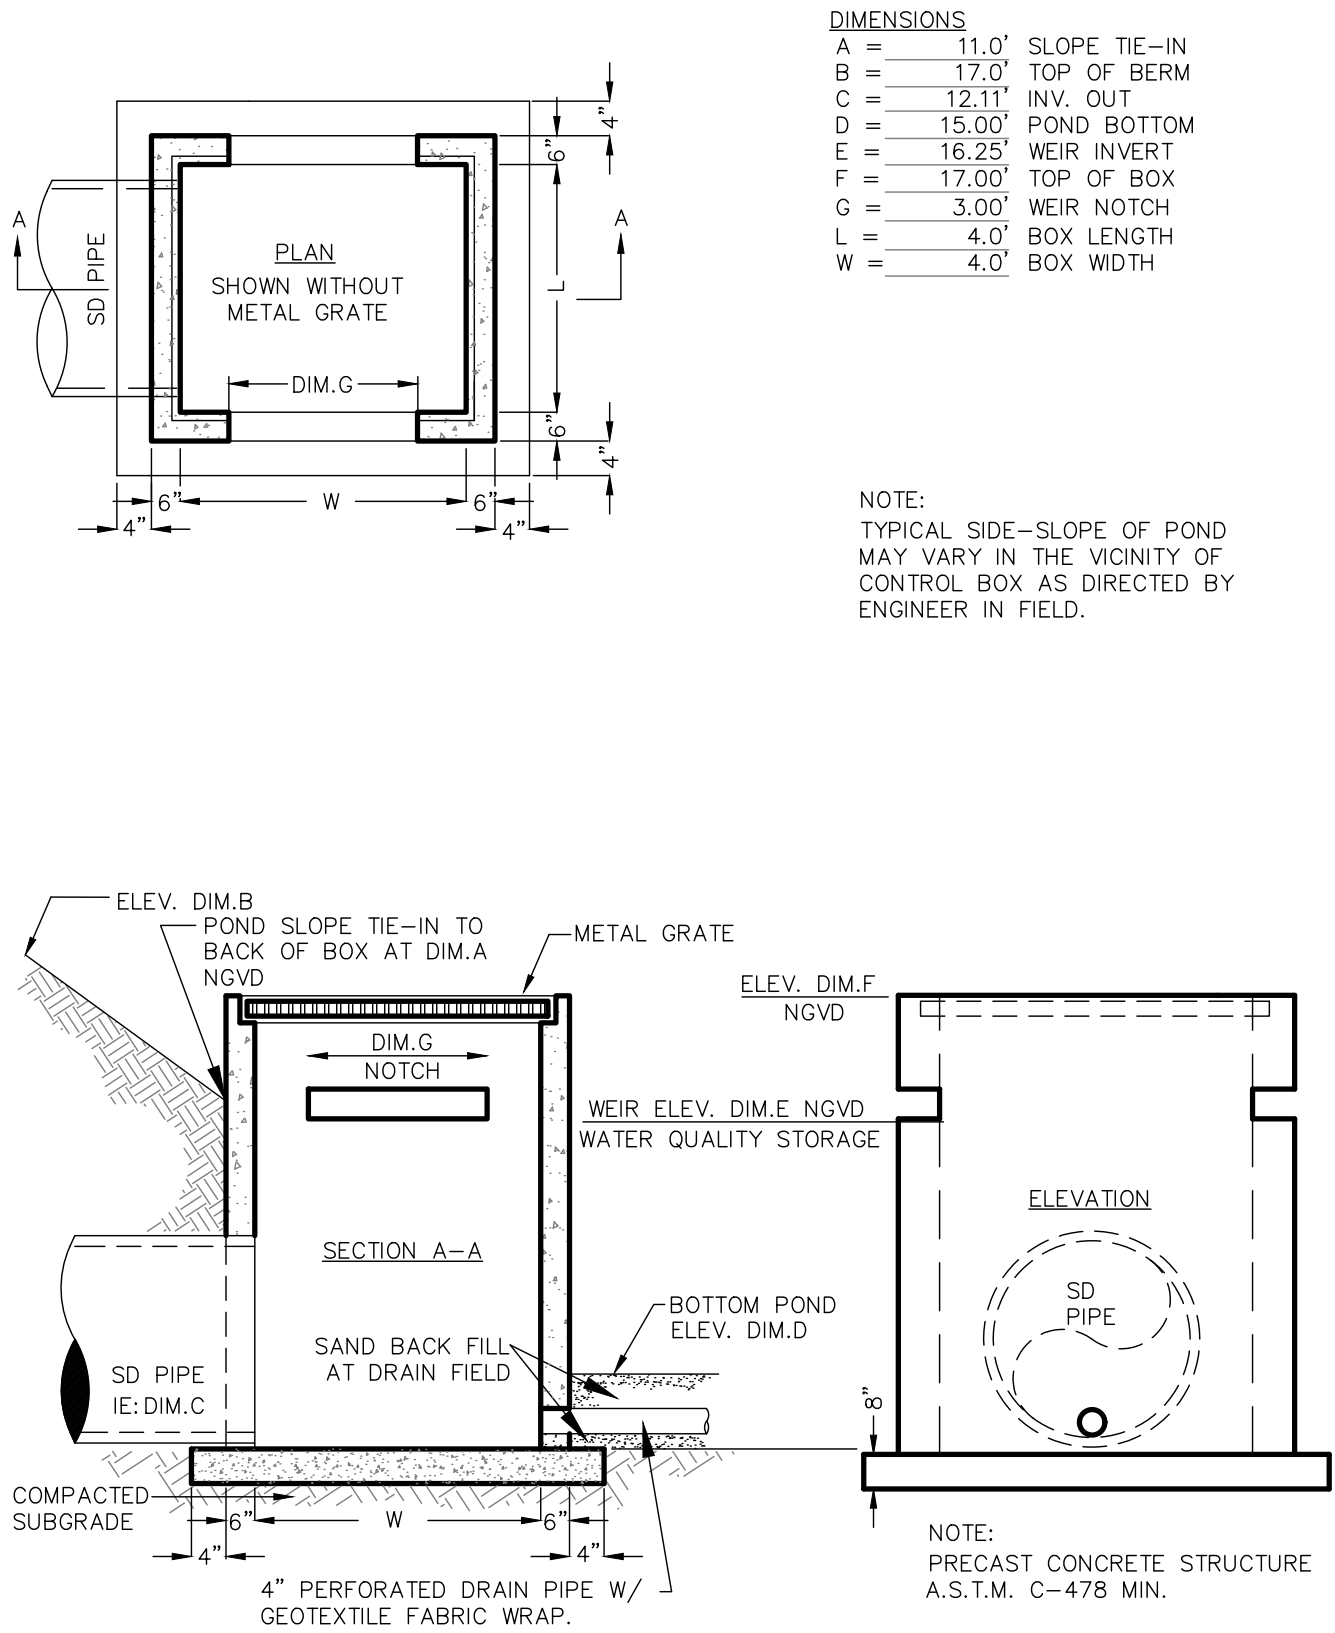 DIMENSIONS
A = 11.0' SLOPE TIE-IN
B = 17.0' TOP OF BERM
C = 12.11' INV. OUT
D = 15.00' POND BOTTOM
E = 16.25' WEIR INVERT
F = 17.00' TOP OF BOX
G = 3.00' WEIR NOTCH
L = 4.0' BOX LENGTH
W = 4.0' BOX WIDTH
4"
6"
A
A
SD PIPE
PLAN
SHOWN WITHOUT
METAL GRATE
L
DIM.G
6"
4"
6"
W
6"
4"
4"
NOTE:
TYPICAL SIDE-SLOPE OF POND
MAY VARY IN THE VICINITY OF
CONTROL BOX AS DIRECTED BY
ENGINEER IN FIELD.
ELEV. DIM.B
POND SLOPE TIE-IN TO
BACK OF BOX AT DIM.A
NGVD
METAL GRATE
DIM.G
NOTCH
SECTION A-A
SAND BACK FILL
AT DRAIN FIELD
BOTTOM POND
ELEV. DIM.D
SD PIPE
IE: DIM.C
COMPACTED
SUBGRADE
6"
W
6"
4"
4"
4" PERFORATED DRAIN PIPE W/
GEOTEXTILE FABRIC WRAP.
ELEV. DIM.F
NGVD
WEIR ELEV. DIM.E NGVD
WATER QUALITY STORAGE
ELEVATION
SD
PIPE
8"
NOTE:
PRECAST CONCRETE STRUCTURE
A.S.T.M. C-478 MIN.